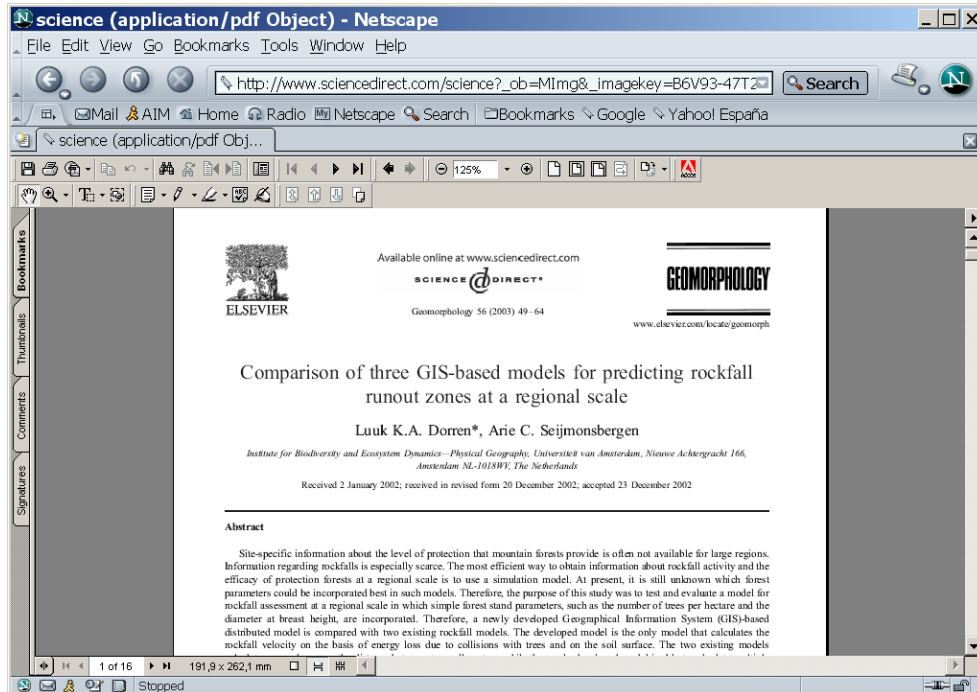 science (application/pdf Object) - Netscape
File Edit View Go Bookmarks Tools Window Help
http://www.sciencedirect.com/science?_ob=MImg&_imagekey=B6V93-47T2
Search
Mail AIM Home Radio Netscape Search Bookmarks Google Yahoo! España
science (application/pdf Obj...
125%
Bookmarks
Thumbnails
Comments
Signatures
ELSEVIER
Available online at www.sciencedirect.com
SCIENCE DIRECT®
Geomorphology 56 (2003) 49–64
GEOMORPHOLOGY
www.elsevier.com/locate/geomorph
Comparison of three GIS-based models for predicting rockfall
runout zones at a regional scale
Luuk K.A. Dorren*, Arie C. Seijmonsbergen
Institute for Biodiversity and Ecosystem Dynamics—Physical Geography, Universiteit van Amsterdam, Nieuwe Achtergracht 166,
Amsterdam NL-1018WV, The Netherlands
Received 2 January 2002; received in revised form 20 December 2002; accepted 23 December 2002
Abstract
Site-specific information about the level of protection that mountain forests provide is often not available for large regions.
Information regarding rockfalls is especially scarce. The most efficient way to obtain information about rockfall activity and the
efficacy of protection forests at a regional scale is to use a simulation model. At present, it is still unknown which forest
parameters could be incorporated best in such models. Therefore, the purpose of this study was to test and evaluate a model for
rockfall assessment at a regional scale in which simple forest stand parameters, such as the number of trees per hectare and the
diameter at breast height, are incorporated. Therefore, a newly developed Geographical Information System (GIS)-based
distributed model is compared with two existing rockfall models. The developed model is the only model that calculates the
rockfall velocity on the basis of energy loss due to collisions with trees and on the soil surface. The two existing models
1 of 16
191,9 x 262,1 mm
Stopped